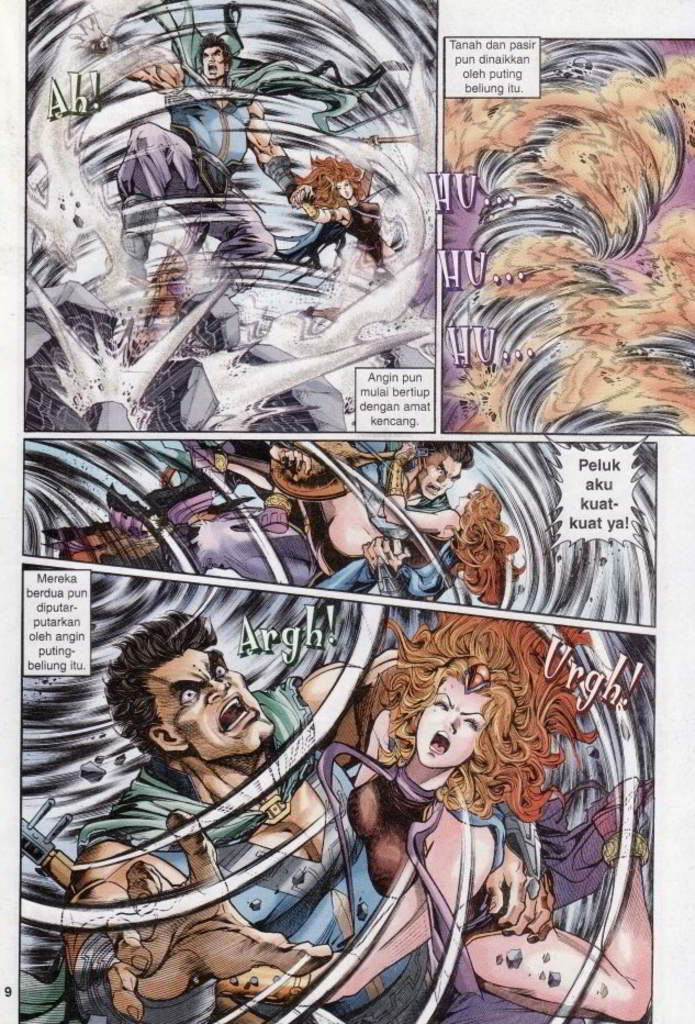 Ah!
Angin pun
mulai bertiup
dengan amat
kencang.
Tanah dan pasir
pun dinaikkan
oleh puting
beliung itu.
HU...
HU...
HU...
Peluk
aku
kuat-
kuat ya!
Mereka
berdua pun
diputar-
putarkan
oleh angin
puting-
beliung itu.
Argh!
Urgh!
9